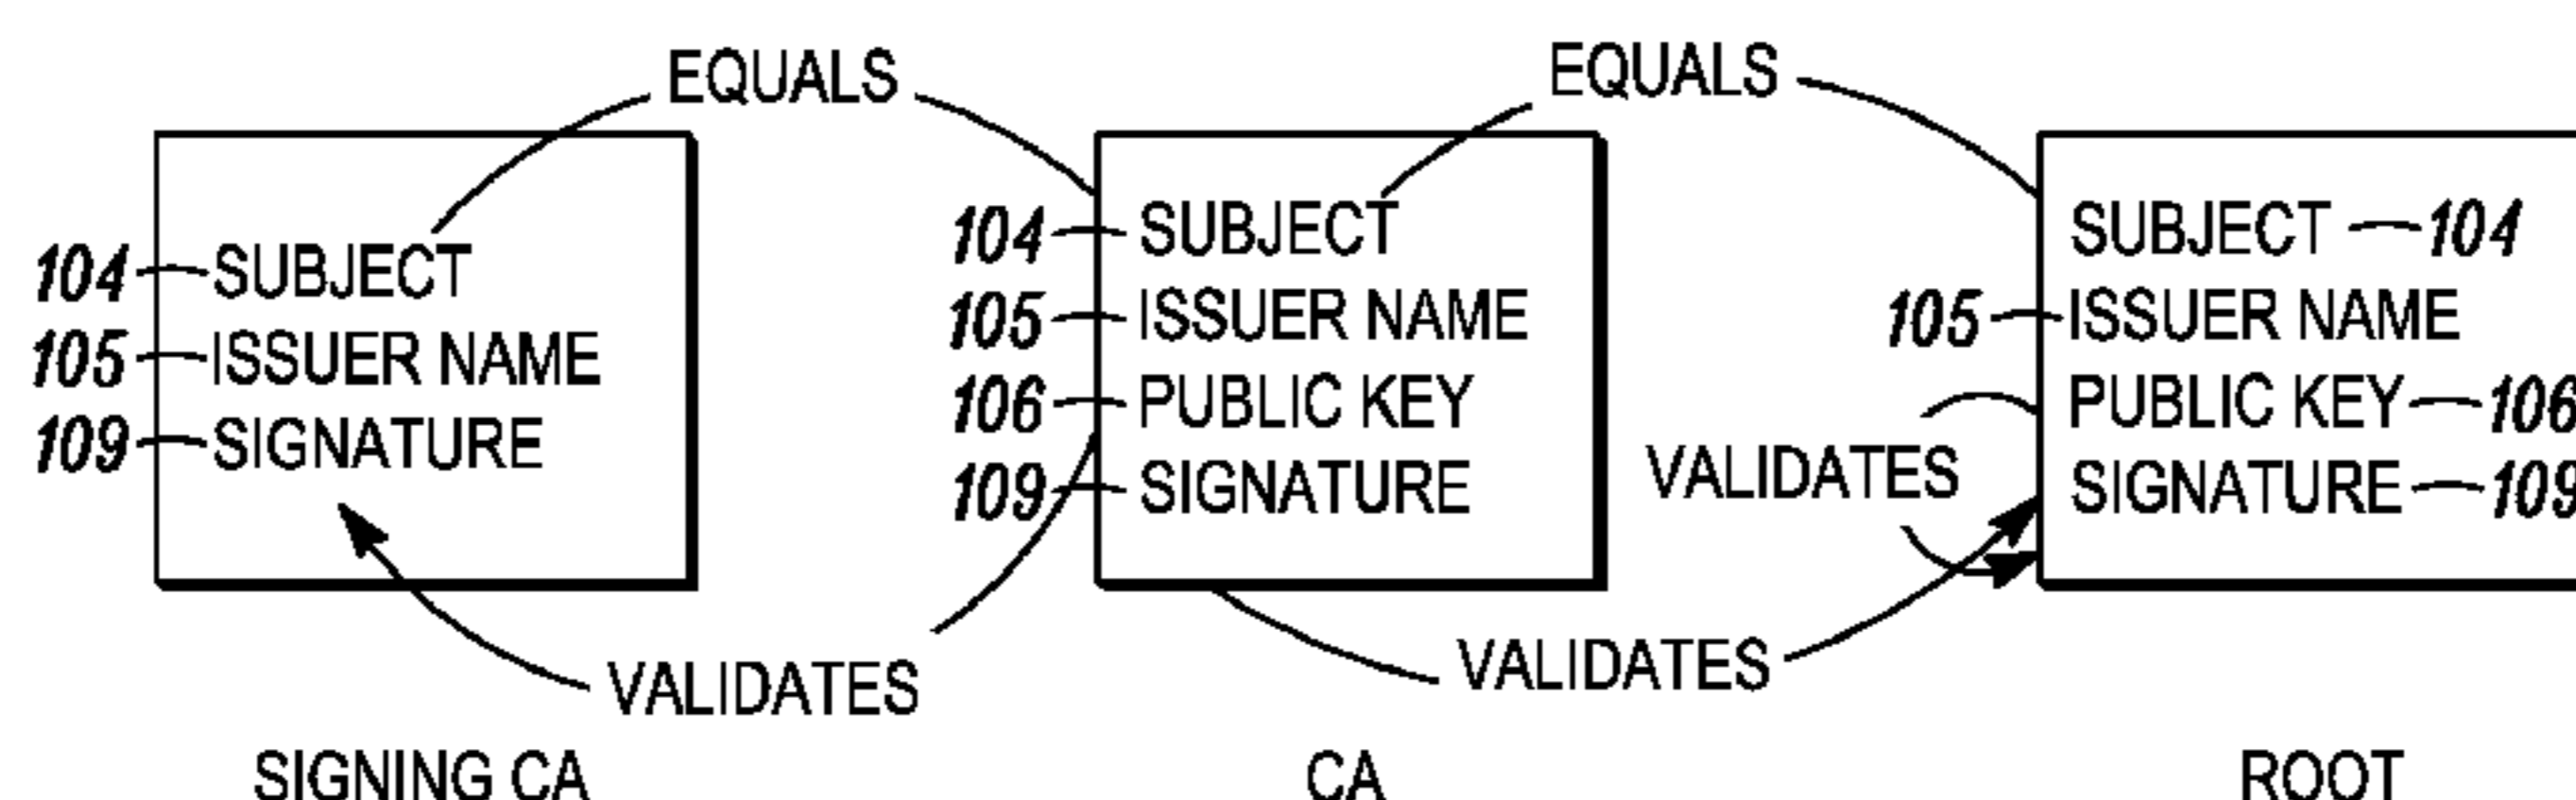 EQUALS EQUALS
104 SUBJECT
105 ISSUER NAME
109 SIGNATURE
VALIDATES
SIGNING CA
104 SUBJECT
105 ISSUER NAME
106 PUBLIC KEY
109 SIGNATURE
VALIDATES
CA
SUBJECT 104
105 ISSUER NAME
PUBLIC KEY 106
VALIDATES
SIGNATURE 109
ROOT